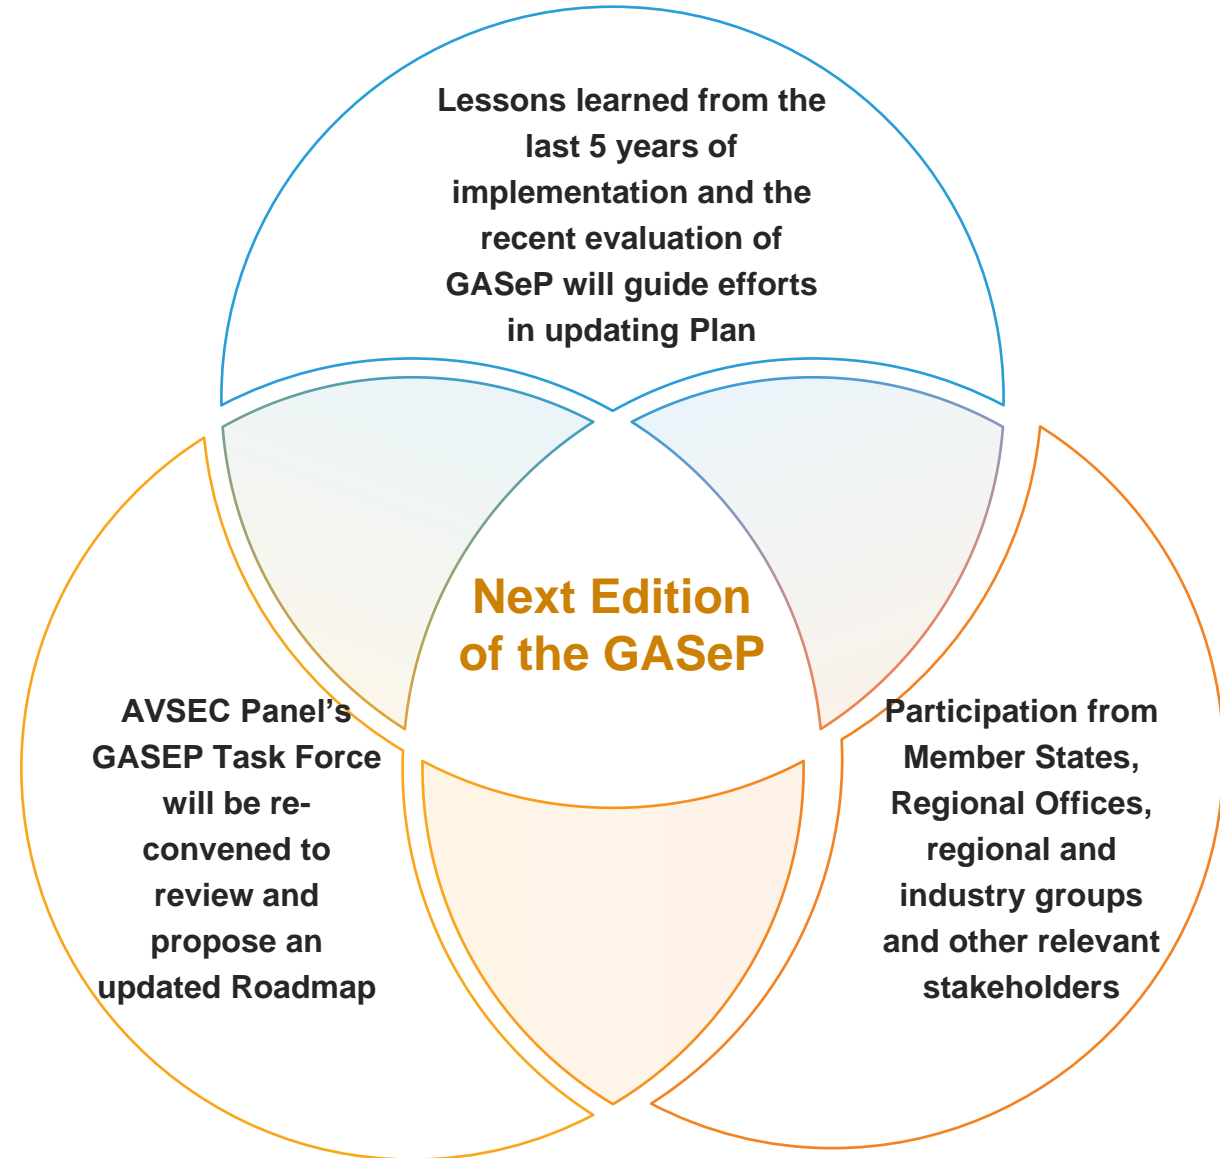 Lessons learned from the
last 5 years of
implementation and the
recent evaluation of
GASeP will guide efforts
in updating Plan
Next Edition
of the GASeP
AVSEC Panel’s
GASEP Task Force
will be re-
convened to
review and
propose an
updated Roadmap
Participation from
Member States,
Regional Offices,
regional and
industry groups
and other relevant
stakeholders